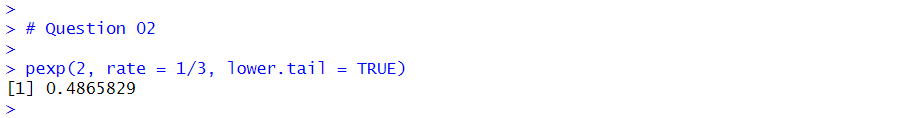 >
> # Question 02
>
> pexp(2, rate = 1/3, lower.tail = TRUE)
[1] 0.4865829
>